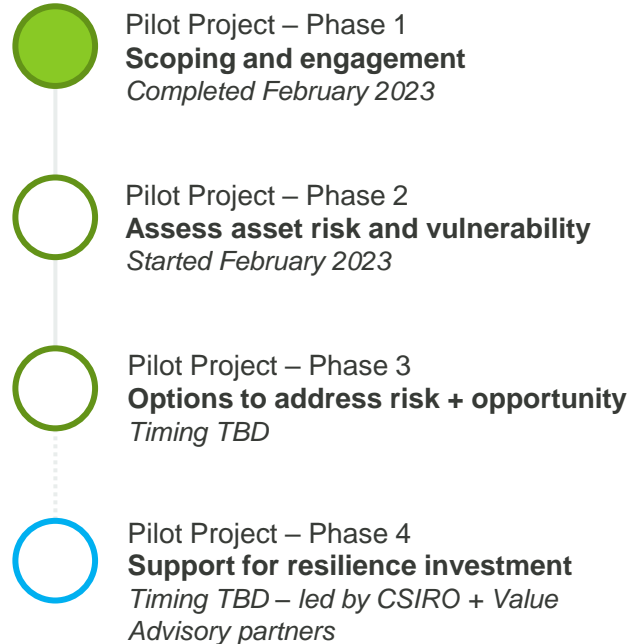 Pilot Project – Phase 1
Scoping and engagement
Completed February 2023
Pilot Project – Phase 2
Assess asset risk and vulnerability
Started February 2023
Pilot Project – Phase 3
Options to address risk + opportunity
Timing TBD
Pilot Project – Phase 4
Support for resilience investment
Timing TBD – led by CSIRO + Value
Advisory partners